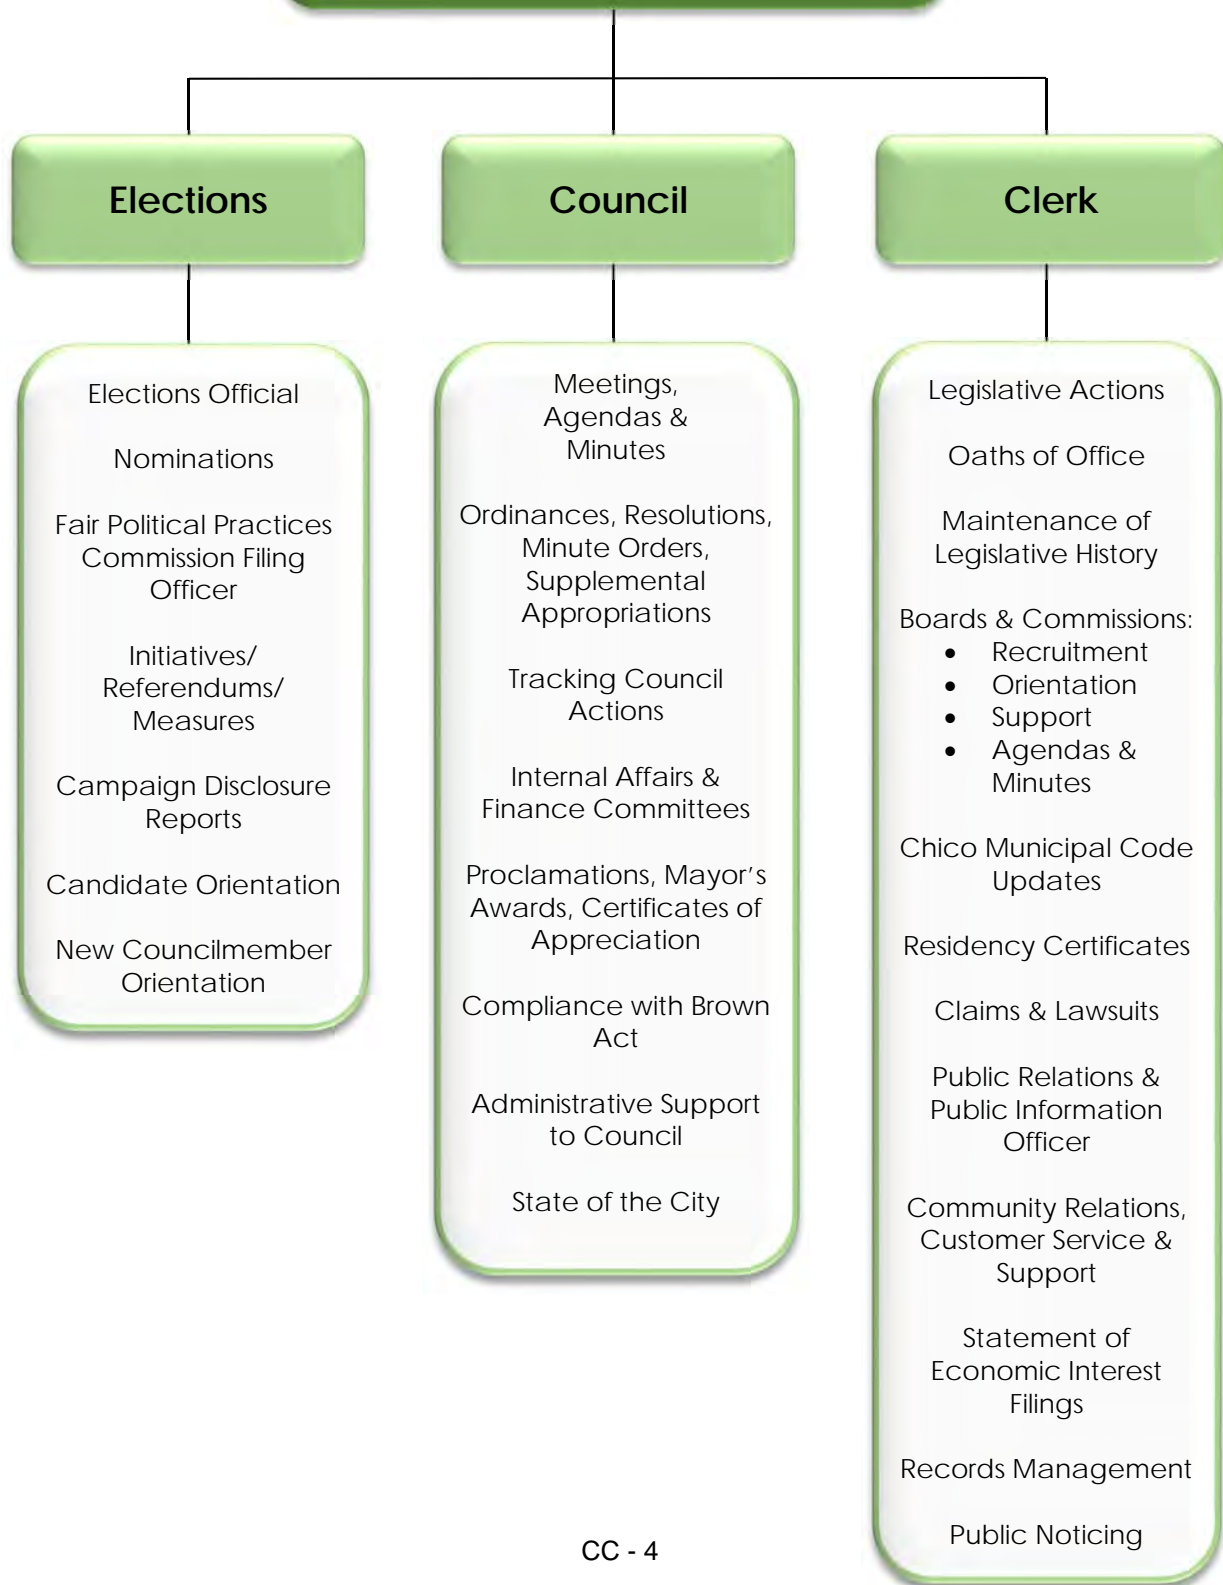 Elections
Elections Official
Nominations
Fair Political Practices
Commission Filing
Officer
Initiatives/
Referendums/
Measures
Campaign Disclosure
Reports
Candidate Orientation
New Councilmember
Orientation
Council
Meetings,
Agendas &
Minutes
Ordinances, Resolutions,
Minute Orders,
Supplemental
Appropriations
Tracking Council
Actions
Internal Affairs &
Finance Committees
Proclamations, Mayor's
Awards, Certificates of
Appreciation
Compliance with Brown
Act
Administrative Support
to Council
State of the City
Clerk
Legislative Actions
Oaths of Office
Maintenance of
Legislative History
Boards & Commissions:
• Recruitment
• Orientation
• Support
• Agendas &
Minutes
Chico Municipal Code
Updates
Residency Certificates
Claims & Lawsuits
Public Relations &
Public Information
Officer
Community Relations,
Customer Service &
Support
Statement of
Economic Interest
Filings
Records Management
Public Noticing
CC - 4